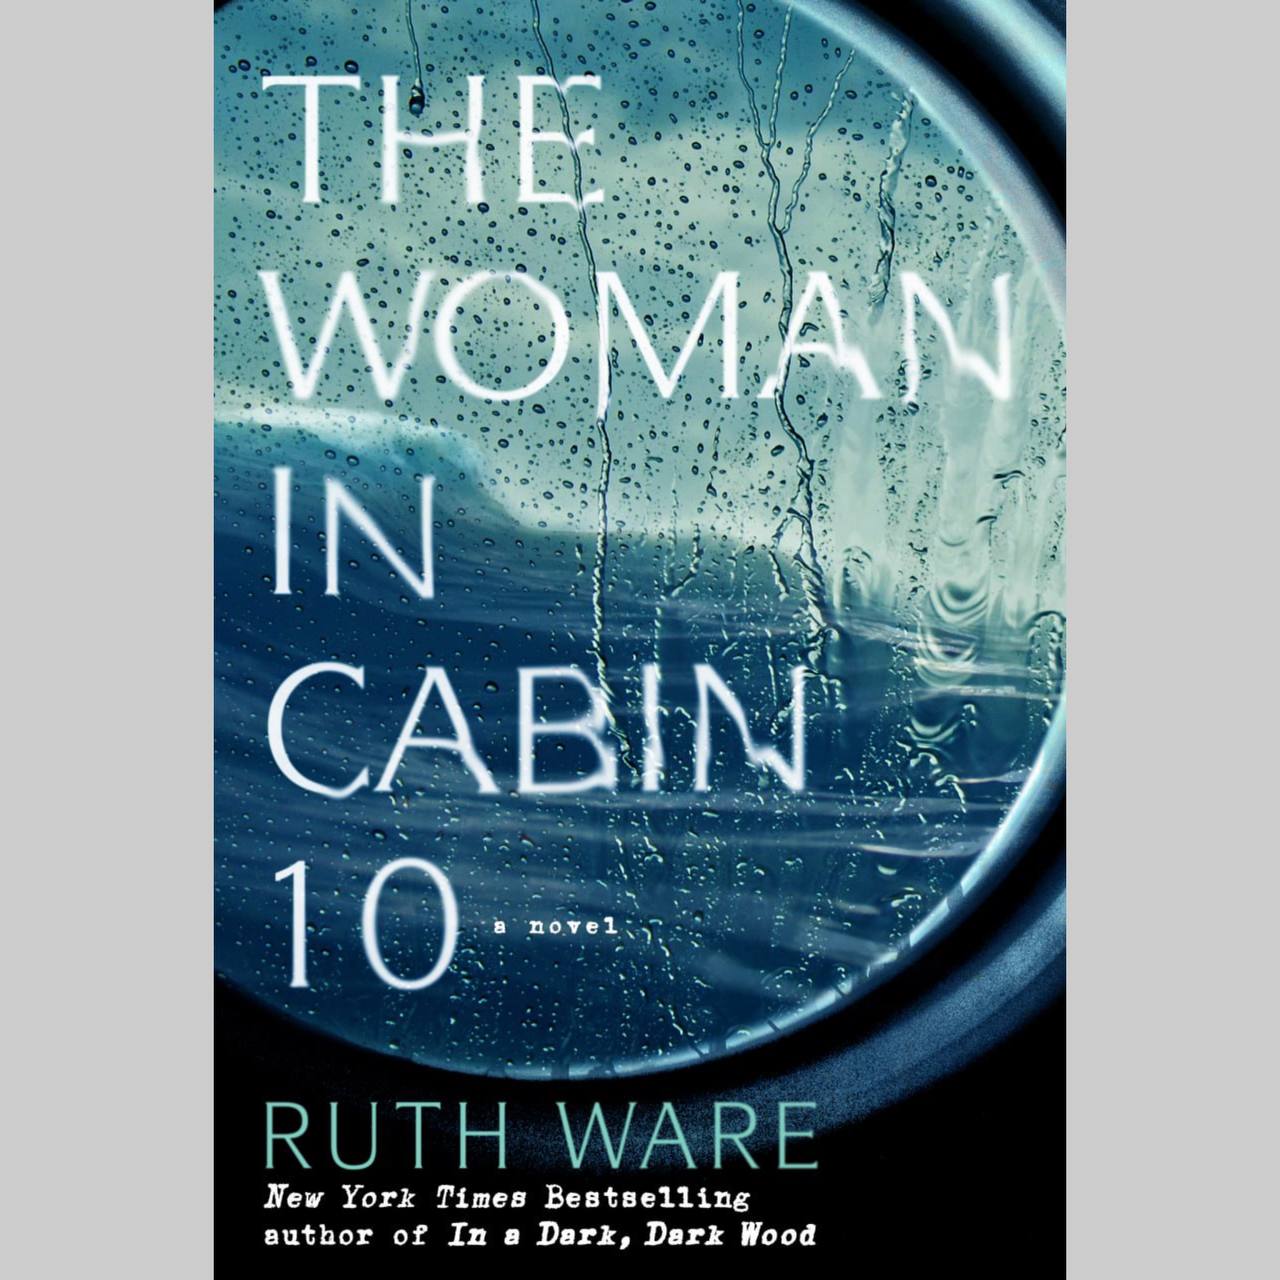 THE
WOMAN
IN
CABIN
10 a novel
RUTH WARE
New York Times Bestselling
author of In a Dark, Dark Wood